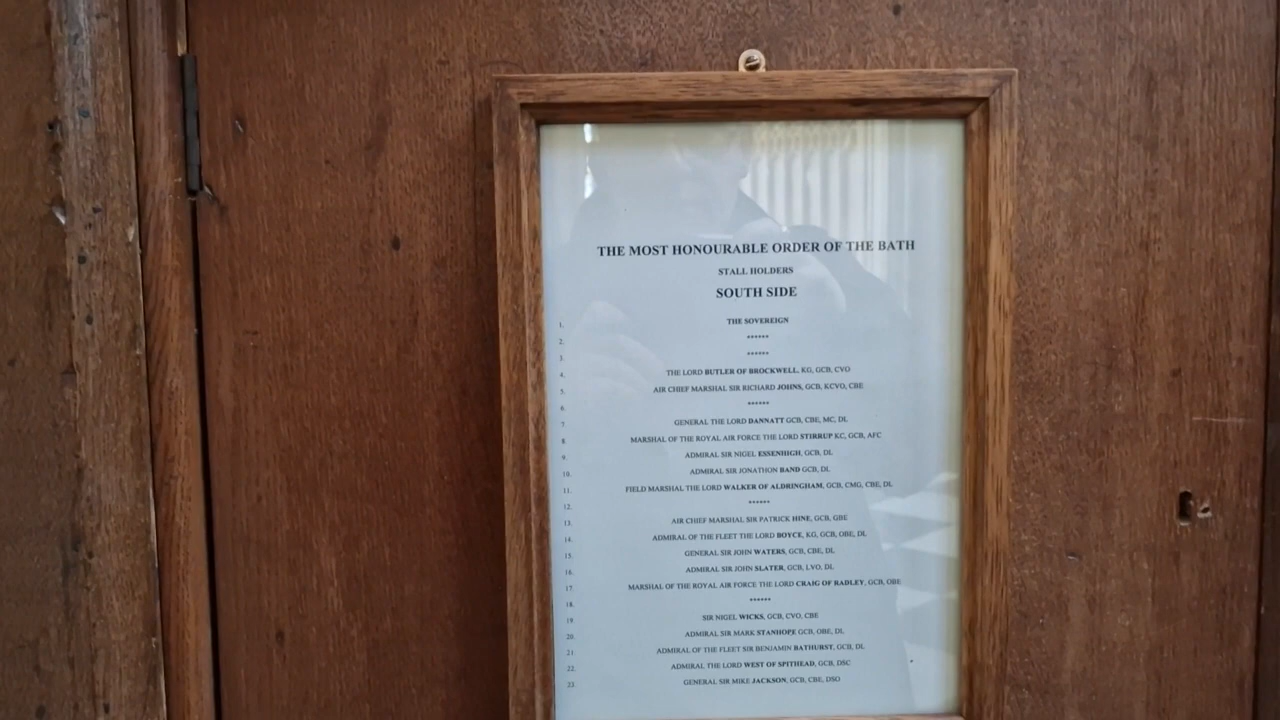 THE MOST HONOURABLE ORDER OF THE BATH
STALL HOLDERS
SOUTH SIDE
1. THE SOVEREIGN
2. ******
3. ******
4. THE LORD BUTLER OF BROCKWELL, KG, GCB, CVO
5. AIR CHIEF MARSHAL SIR RICHARD JOHNS, GCB, KCVO, CBE
6. ******
7. GENERAL THE LORD DANNATT GCB, CBE, MC, DL
8. MARSHAL OF THE ROYAL AIR FORCE THE LORD STIRRUP KC, GCB, AFC
9. ADMIRAL SIR NIGEL ESSENHIGH, GCB, DL
10. ADMIRAL SIR JONATHON BAND GCB, DL
11. FIELD MARSHAL THE LORD WALKER OF ALDRINGHAM, GCB, CMG, CBE, DL
12. ******
13. AIR CHIEF MARSHAL SIR PATRICK HINE, GCB, GBE
14. ADMIRAL OF THE FLEET THE LORD BOYCE, KG, GCB, OBE, DL
15. GENERAL SIR JOHN WATERS, GCB, CBE, DL
16. ADMIRAL SIR JOHN SLATER, GCB, LVO, DL
17. MARSHAL OF THE ROYAL AIR FORCE THE LORD CRAIG OF RADLEY, GCB, OBE
18. ******
19. SIR NIGEL WICKS, GCB, CVO, CBE
20. ADMIRAL SIR MARK STANHOPE GCB, OBE, DL
21 ADMIRAL OF THE FLEET SIR BENJAMIN BATHURST, GCB, DL
22. ADMIRAL THE LORD WEST OF SPITHEAD, GCB, DSC
23. GENERAL SIR MIKE JACKSON, GCB, CBE, DSO